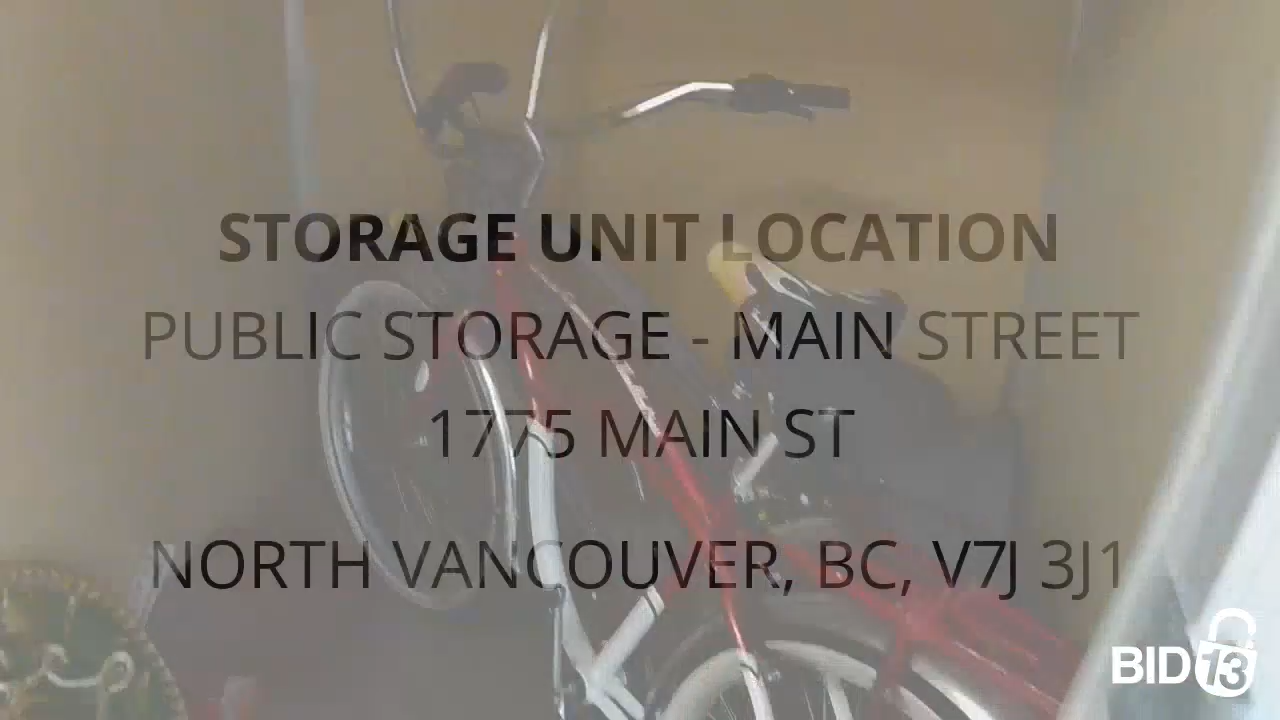 STORAGE UNIT LOCATION
PUBLIC STORAGE - MAIN STREET
1775 MAIN ST
NORTH VANCOUVER, BC, V7J 3J1
BID13